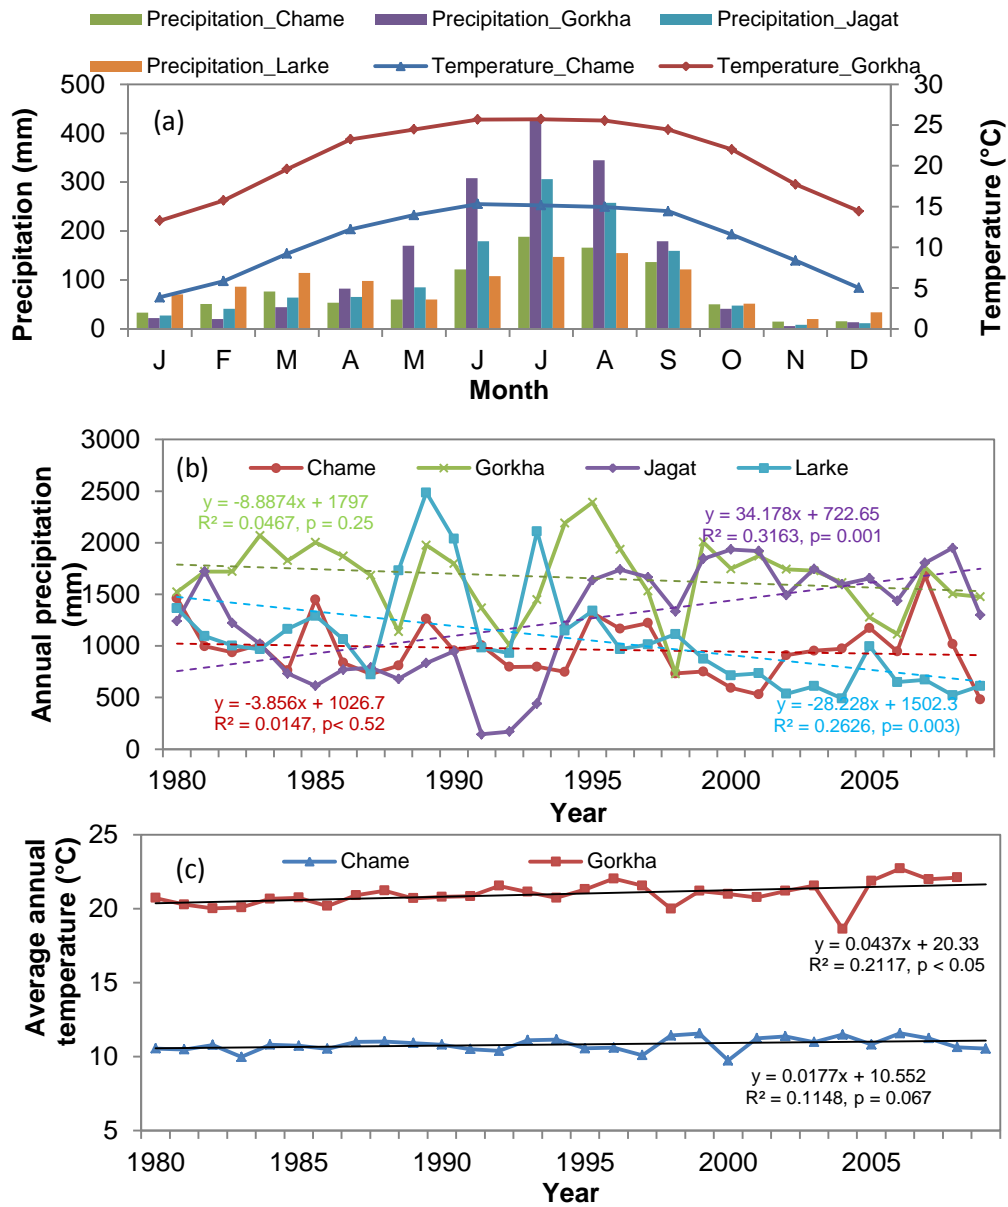 Precipitation_Chame Precipitation_Gorkha Precipitation_Jagat
Precipitation_Larke Temperature_Chame Temperature_Gorkha
(a)
Precipitation (mm)
500
400
300
200
100
0
30
25
20
15
10
5
0
Temperature (°C)
J F M A M J J A S O N D
Month
(b)
Chame Gorkha Jagat Larke
Annual precipitation
(mm)
3000
2500
2000
1500
1000
500
0
y = -8.8874x + 1797
R² = 0.0467, p = 0.25
y = 34.178x + 722.65
R² = 0.3163, p= 0.001
y = -3.856x + 1026.7
R² = 0.0147, p< 0.52
y = -28.228x + 1502.3
R² = 0.2626, p= 0.003)
1980 1985 1990 1995 2000 2005
Year
(c)
Chame Gorkha
Average annual
temperature (°C)
25
20
15
10
5
y = 0.0437x + 20.33
R² = 0.2117, p < 0.05
y = 0.0177x + 10.552
R² = 0.1148, p = 0.067
1980 1985 1990 1995 2000 2005
Year